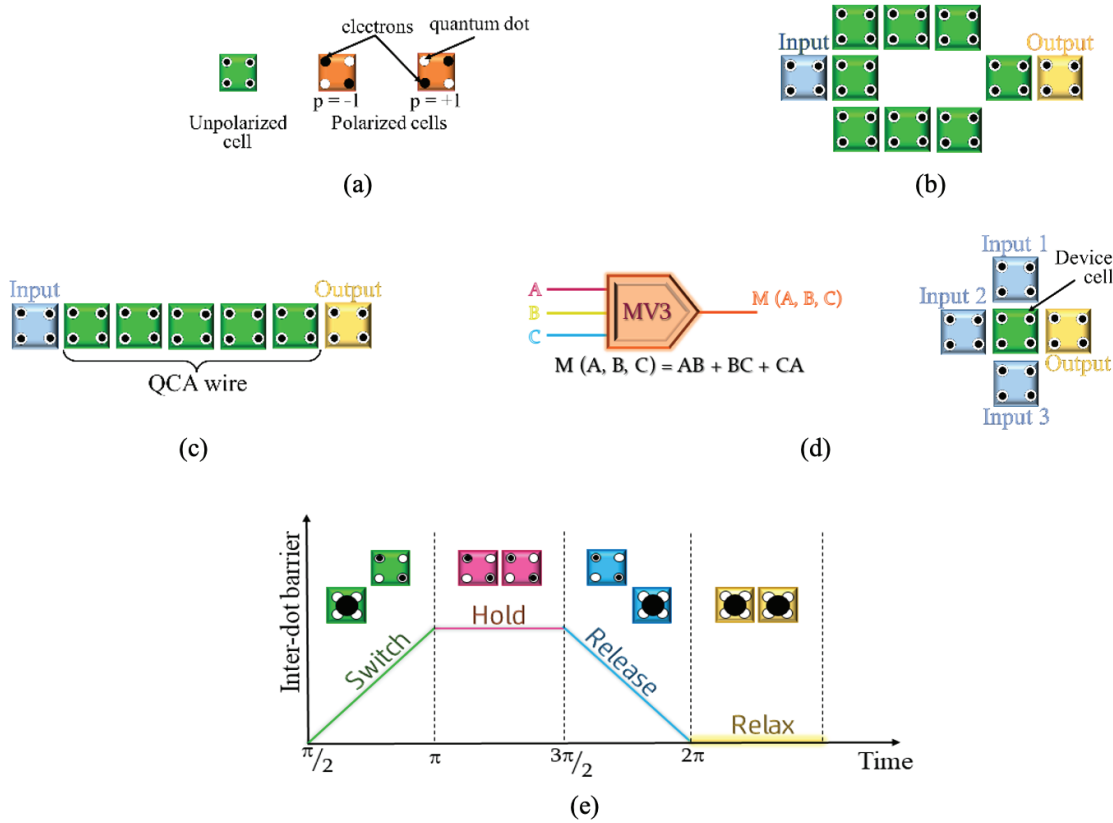 electrons
quantum dot
p = -1
p = +1
Unpolarized
cell
Polarized cells
(a)
Input
Output
(b)
Input
Output
QCA wire
(c)
A
B
C
MV3
M (A, B, C)
M (A, B, C) = AB + BC + CA
Input 1
Device
cell
Input 2
Output
Input 3
(d)
Inter-dot barrier
Switch
Hold
Release
Relax
π/2
π
3π/2
2π
Time
(e)